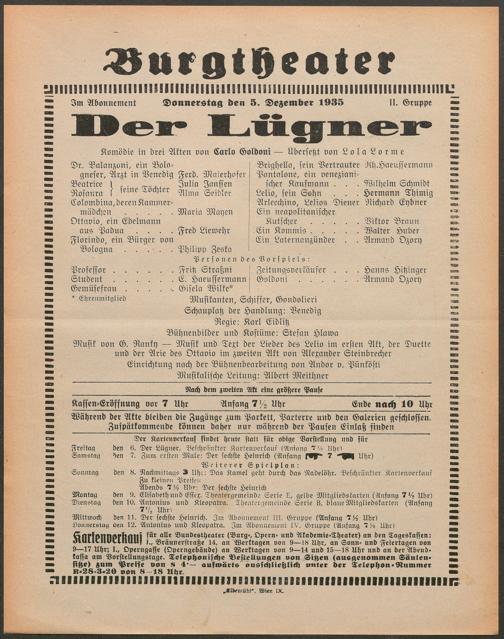 Burgtheater
Im Abonnement Donnerstag den 5. Dezember 1935 II. Gruppe
Der Lügner
Komödie in drei Akten von Carlo Goldoni — Übersetzt von Lola Lorme
Dr. Balanzoni, ein Bolo-
gneser, Arzt in Venedig Ferd. Maierhofer
Beatrice } seine Töchter Julia Janssen
Rosaura } Alma Seidler
Colombina, deren Kammer-
mädchen . . . . . Maria Mayen
Ottavio, ein Edelmann
aus Padua . . . . Fred Liewehr
Florindo, ein Bürger von
Bologna . . . . . Philipp Zeska
Brighella, sein Vertrauter Kh. Haeussermann
Pantalone, ein veneziani-
scher Kaufmann . . . Wilhelm Schmidt
Lelio, sein Sohn . . . . Hermann Thimig
Arlecchino, Lelios Diener Richard Eybner
Ein neapolitanischer
Kutscher . . . . . Viktor Braun
Ein Kommis . . . . . Walter Huber
Ein Laternanzünder . . Armand Ozory
Personen des Vorspiels:
Professor . . . . . Fritz Straßni
Student . . . . . . E. Haeussermann
Gemüsefrau . . . . . Gisela Wilke*
Zeitungsverkäufer . . . Hanns Hitzinger
Goldoni . . . . . . Armand Ozory
* Ehrenmitglied
Musikanten, Schiffer, Gondolieri
Schauplatz der Handlung: Venedig
Regie: Karl Eidlitz
Bühnenbilder und Kostüme: Stefan Hlawa
Musik von G. Ranky — Musik und Text der Lieder des Lelio im ersten Akt, der Duette
und der Arie des Ottavio im zweiten Akt von Alexander Steinbrecher
Einrichtung nach der Bühnenbearbeitung von Andor v. Pünkösti
Musikalische Leitung: Albert Meithner
Nach dem zweiten Akt eine größere Pause
Kassen-Eröffnung vor 7 Uhr Anfang 7½ Uhr Ende nach 10 Uhr
Während der Akte bleiben die Zugänge zum Parkett, Parterre und den Galerien geschlossen.
Zuspätkommende können daher nur während der Pausen Einlaß finden
Der Kartenverkauf findet heute statt für obige Vorstellung und für
Freitag den 6. Der Lügner. Beschränkter Kartenverkauf (Anfang 7½ Uhr)
Samstag den 7. Zum ersten Male: Der sechste Heinrich (Anfang 7 Uhr)
Weiterer Spielplan:
Sonntag den 8. Nachmittags 3 Uhr: Das Kamel geht durch das Nadelöhr. Beschränkter Kartenverkauf
Zu kleinen Preisen
Abends 7½ Uhr: Der sechste Heinrich
Montag den 9. Elisabeth und Essex. Theatergemeinde Serie E, gelbe Mitgliedskarten (Anfang 7½ Uhr)
Dienstag den 10. Antonius und Kleopatra. Theatergemeinde Serie B, blaue Mitgliedskarten (Anfang
7½ Uhr)
Mittwoch den 11. Der sechste Heinrich. Im Abonnement III. Gruppe (Anfang 7½ Uhr)
Donnerstag den 12. Antonius und Kleopatra. Im Abonnement IV. Gruppe (Anfang 7½ Uhr)
Kartenverkauf für alle Bundestheater (Burg-, Opern- und Akademie-Theater) an den Tageskassen:
I., Bräunerstraße 14, an Werktagen von 9—18 Uhr, an Sonn- und Feiertagen von
9—17 Uhr; I., Operngasse (Operngebäude) an Werktagen von 9—14 und 15—18 Uhr und an der Abend-
kassa am Vorstellungstage. Telephonische Bestellungen von Sitzen (ausgenommen Säulen-
sitze) zum Preise von S 4·— aufwärts ausschließlich unter der Telephon-Nummer
R-28-3-20 von 8—18 Uhr.
„Elbemühl“, Wien IX.